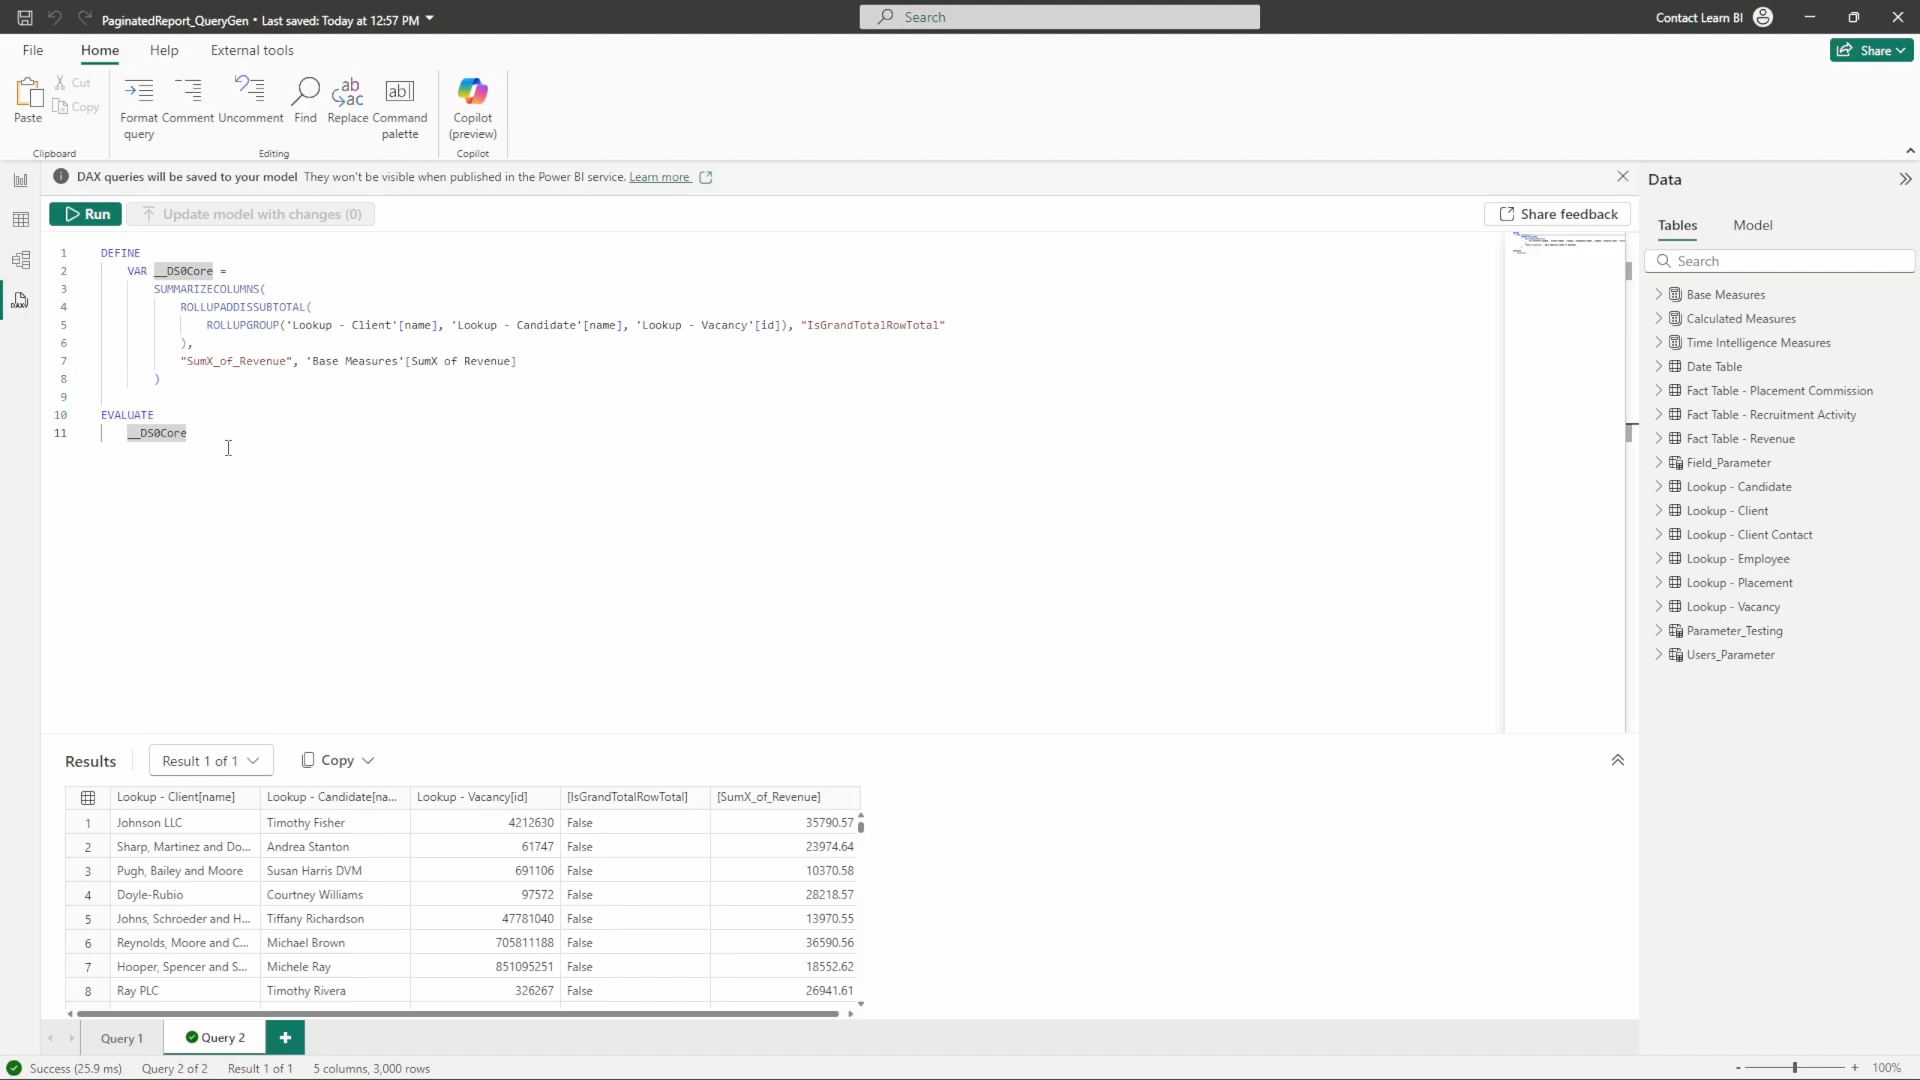 PaginatedReport_QueryGen • Last saved: Today at 12:57 PM
Search
Contact Learn BI
File Home Help External tools
Share
Paste
Cut
Copy
Format query
Comment
Uncomment
Find
Replace
Command palette
Copilot (preview)
Clipboard
Editing
Copilot
DAX queries will be saved to your model They won't be visible when published in the Power BI service. Learn more
Run
Update model with changes (0)
Share feedback
1 DEFINE
2 VAR __DS0Core =
3 SUMMARIZECOLUMNS(
4 ROLLUPADDISSUBTOTAL(
5 ROLLUPGROUP('Lookup - Client'[name], 'Lookup - Candidate'[name], 'Lookup - Vacancy'[id]), "IsGrandTotalRowTotal"
6 ),
7 "SumX_of_Revenue", 'Base Measures'[SumX of Revenue]
8 )
9
10 EVALUATE
11 __DS0Core
Data
Tables Model
Search
Base Measures
Calculated Measures
Time Intelligence Measures
Date Table
Fact Table - Placement Commission
Fact Table - Recruitment Activity
Fact Table - Revenue
Field_Parameter
Lookup - Candidate
Lookup - Client
Lookup - Client Contact
Lookup - Employee
Lookup - Placement
Lookup - Vacancy
Parameter_Testing
Users_Parameter
Results Result 1 of 1 Copy
Lookup - Client[name] Lookup - Candidate[na... Lookup - Vacancy[id] [IsGrandTotalRowTotal] [SumX_of_Revenue]
1 Johnson LLC Timothy Fisher 4212630 False 35790.57
2 Sharp, Martinez and Do... Andrea Stanton 61747 False 23974.64
3 Pugh, Bailey and Moore Susan Harris DVM 691106 False 10370.58
4 Doyle-Rubio Courtney Williams 97572 False 28218.57
5 Johns, Schroeder and H... Tiffany Richardson 47781040 False 13970.55
6 Reynolds, Moore and C... Michael Brown 705811188 False 36590.56
7 Hooper, Spencer and S... Michele Ray 851095251 False 18552.62
8 Ray PLC Timothy Rivera 326267 False 26941.61
Query 1 Query 2 +
Success (25.9 ms) Query 2 of 2 Result 1 of 1 5 columns, 3,000 rows
- + 100%